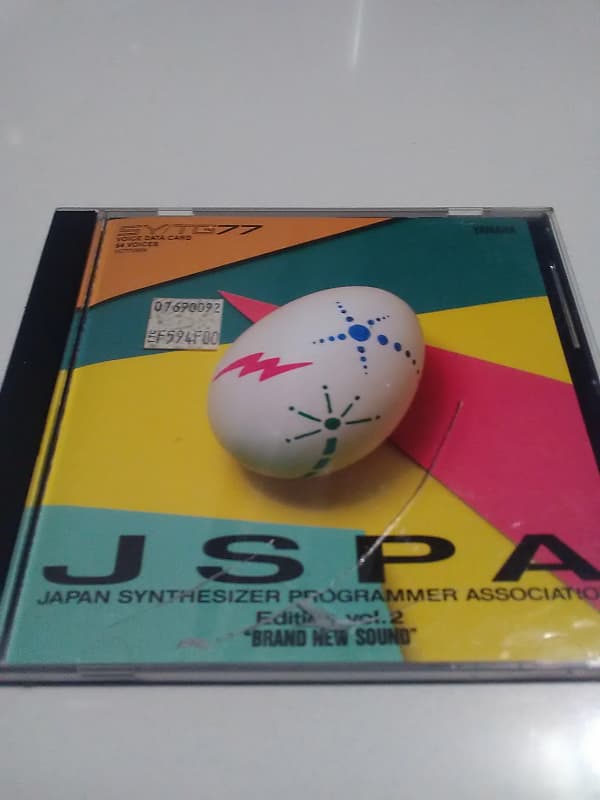 SY/TG77
VOICE DATA CARD
64 VOICES
YAMAHA
07690092
F594F00
JSPA
JAPAN SYNTHESIZER PROGRAMMER ASSOCIATIO
Edition vol.2
"BRAND NEW SOUND"